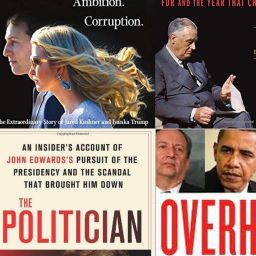 Ambition.
Corruption.
The Extraordinary Story of Jared Kushner and Ivanka Trump
FDR AND THE YEAR THAT CH
AN INSIDER'S ACCOUNT OF
JOHN EDWARDS'S PURSUIT OF THE
PRESIDENCY AND THE SCANDAL
THAT BROUGHT HIM DOWN
THE
POLITICIAN
OVERH